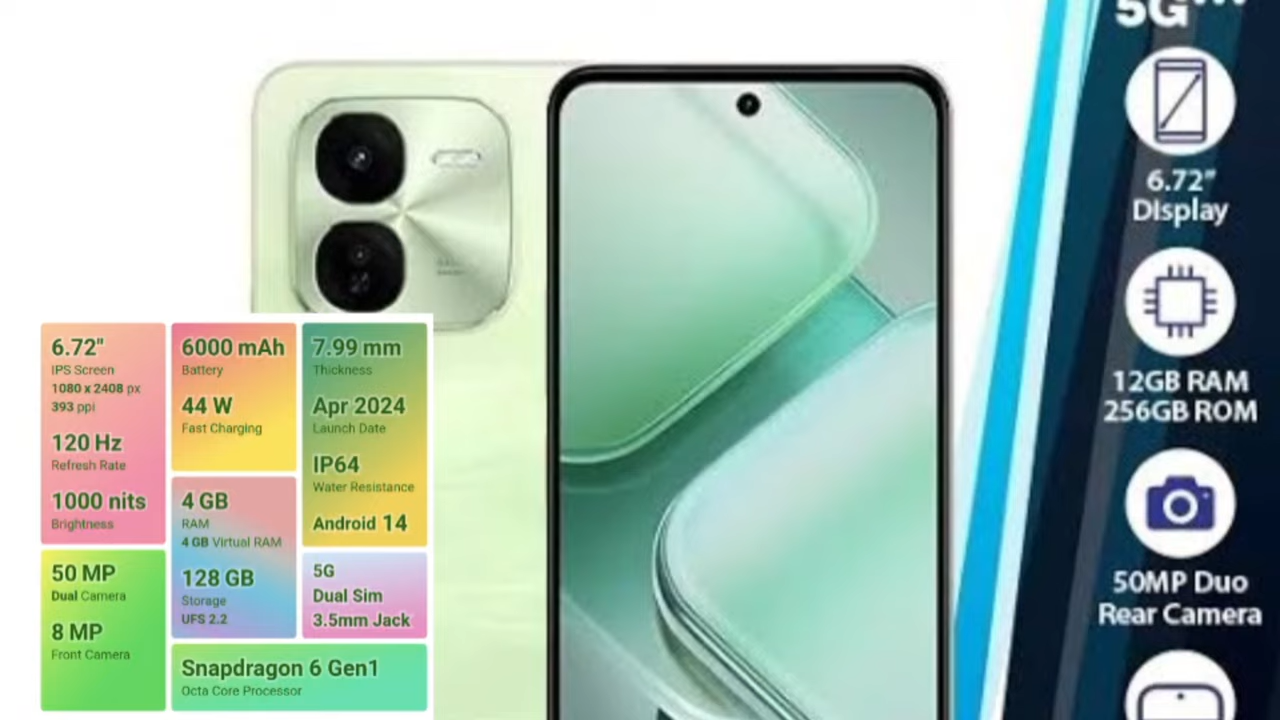 5G
6.72"
Display
12GB RAM
256GB ROM
50MP Duo
Rear Camera
6.72"
IPS Screen
1080 x 2408 px
393 ppi
120 Hz
Refresh Rate
1000 nits
Brightness
50 MP
Dual Camera
8 MP
Front Camera
6000 mAh
Battery
44 W
Fast Charging
4 GB
RAM
4 GB Virtual RAM
128 GB
Storage
UFS 2.2
7.99 mm
Thickness
Apr 2024
Launch Date
IP64
Water Resistance
Android 14
5G
Dual Sim
3.5mm Jack
Snapdragon 6 Gen1
Octa Core Processor